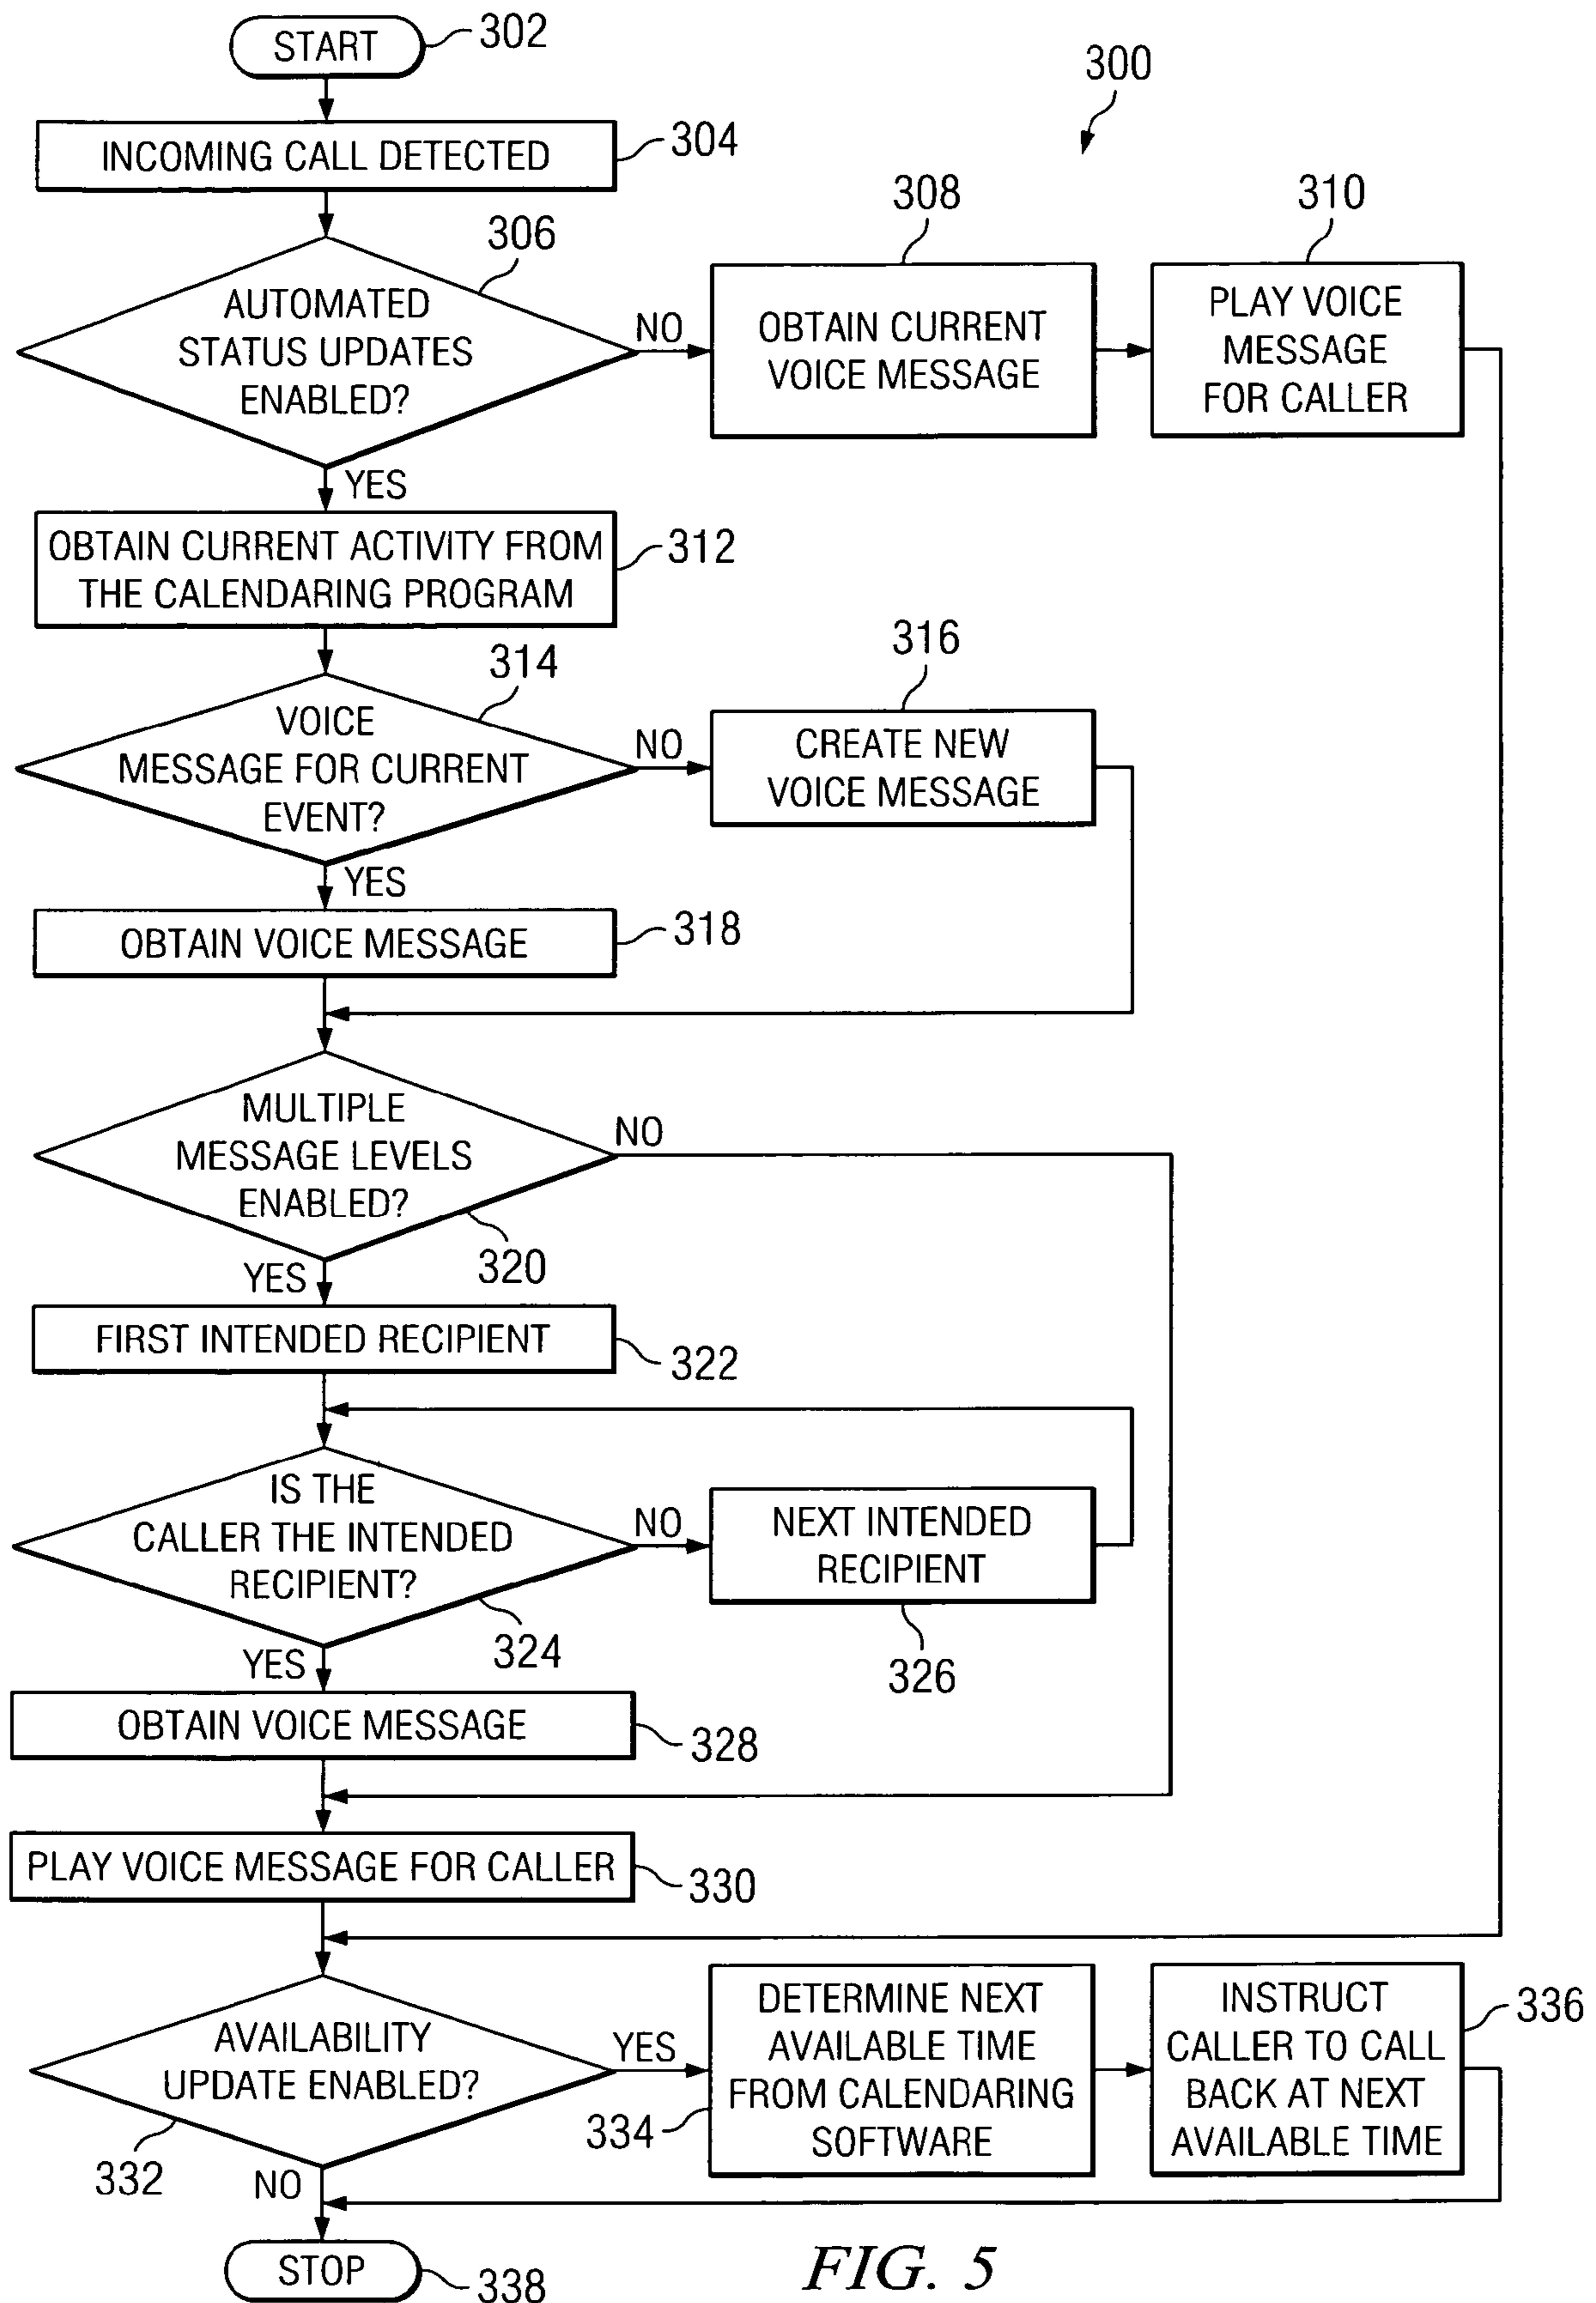 START
302
300
INCOMING CALL DETECTED
304
306
308
310
AUTOMATED
STATUS UPDATES
ENABLED?
NO
OBTAIN CURRENT
VOICE MESSAGE
PLAY VOICE
MESSAGE
FOR CALLER
YES
OBTAIN CURRENT ACTIVITY FROM
THE CALENDARING PROGRAM
312
314
316
VOICE
MESSAGE FOR CURRENT
EVENT?
NO
CREATE NEW
VOICE MESSAGE
YES
OBTAIN VOICE MESSAGE
318
MULTIPLE
MESSAGE LEVELS
ENABLED?
NO
320
YES
FIRST INTENDED RECIPIENT
322
IS THE
CALLER THE INTENDED
RECIPIENT?
NO
NEXT INTENDED
RECIPIENT
324
326
YES
OBTAIN VOICE MESSAGE
328
PLAY VOICE MESSAGE FOR CALLER
330
AVAILABILITY
UPDATE ENABLED?
YES
332
DETERMINE NEXT
AVAILABLE TIME
FROM CALENDARING
SOFTWARE
334
INSTRUCT
CALLER TO CALL
BACK AT NEXT
AVAILABLE TIME
336
NO
STOP
338
FIG. 5